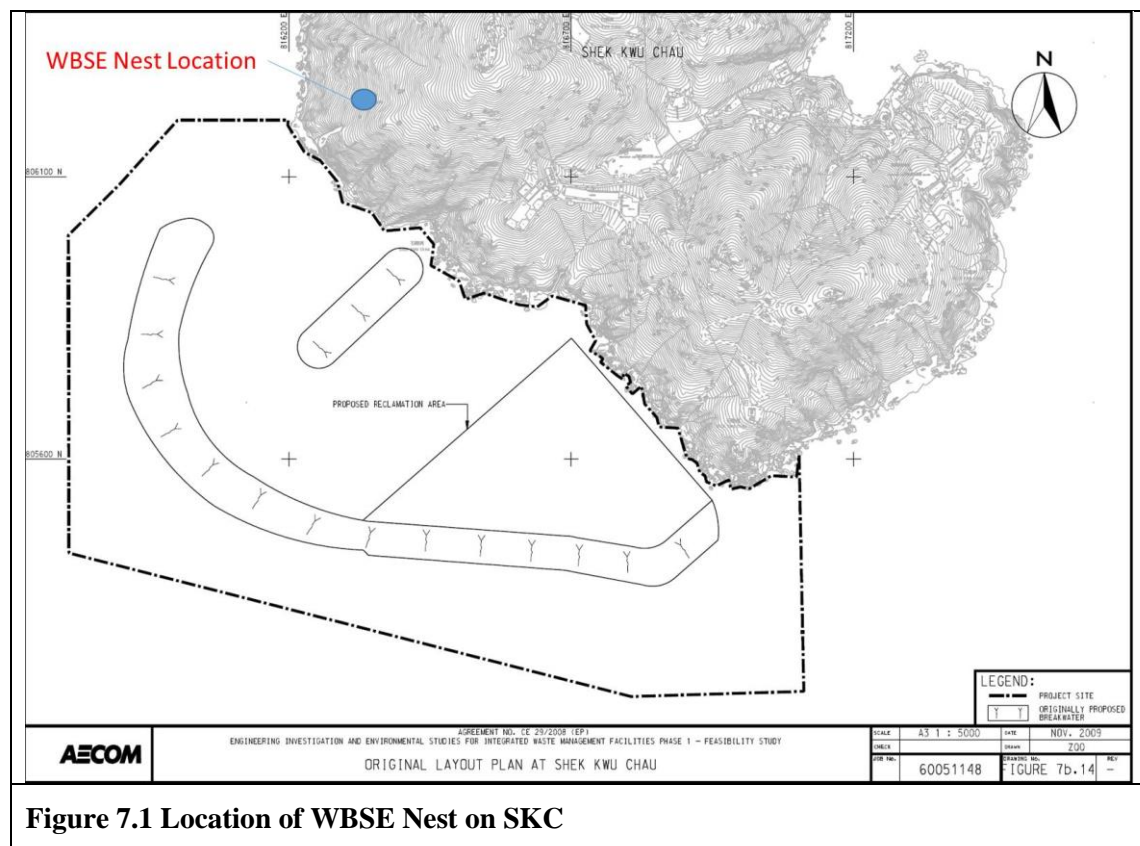 816200 E
816700 E
817200 E
WBSE Nest Location
SHEK KWU CHAU
N
806100 N
PROPOSED RECLAMATION AREA
805600 N
LEGEND:
PROJECT SITE
ORIGINALLY PROPOSED
BREAKWATER
AECOM
AGREEMENT NO. CE 29/2008 (EP)
ENGINEERING INVESTIGATION AND ENVIRONMENTAL STUDIES FOR INTEGRATED WASTE MANAGEMENT FACILITIES PHASE 1 – FEASIBILITY STUDY
ORIGINAL LAYOUT PLAN AT SHEK KWU CHAU
SCALE A3 1 : 5000 DATE NOV. 2009
CHECK DRAWN ZQO
JOB No. 60051148 DRAWING No. FIGURE 7b.14 REV -
Figure 7.1 Location of WBSE Nest on SKC